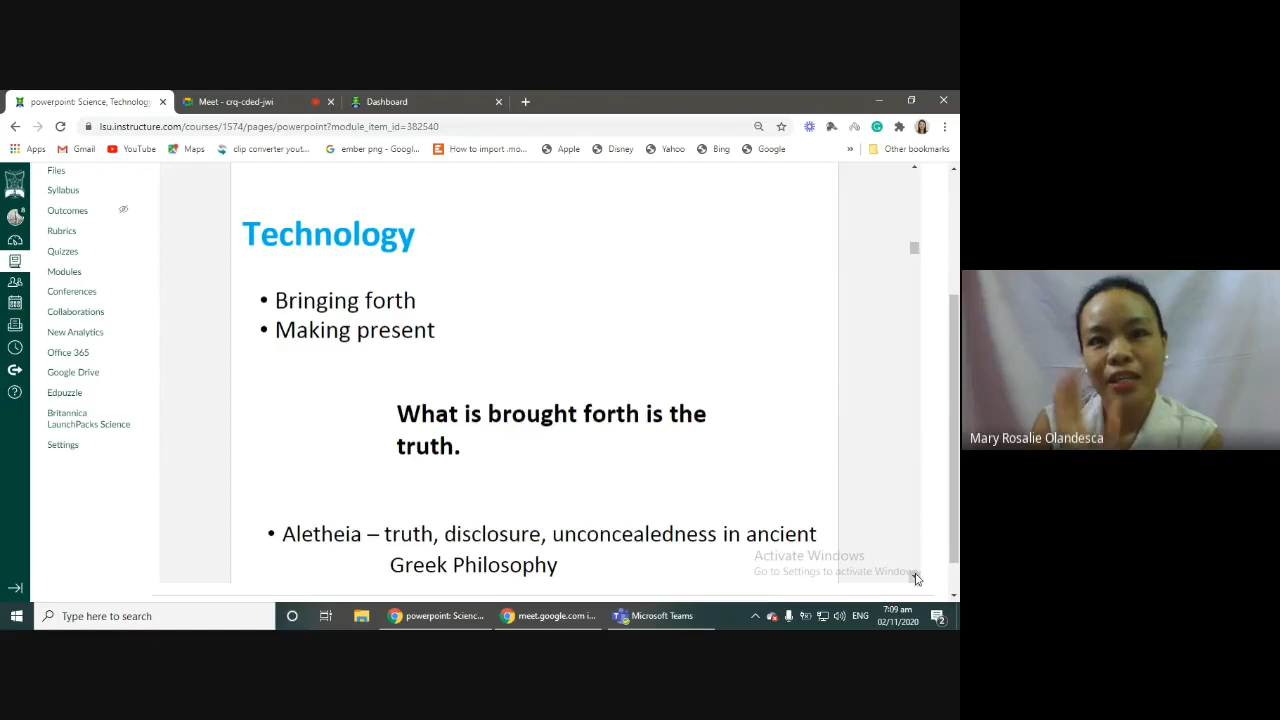 powerpoint: Science, Technology
Meet - crq-cded-jwi
Dashboard
lsu.instructure.com/courses/1574/pages/powerpoint?module_item_id=382540
Apps
Gmail
YouTube
Maps
clip converter yout...
ember png - Googl...
How to import .mo...
Apple
Disney
Yahoo
Bing
Google
»
Other bookmarks
Files
Syllabus
Outcomes
Rubrics
Quizzes
Modules
Conferences
Collaborations
New Analytics
Office 365
Google Drive
Edpuzzle
Britannica
LaunchPacks Science
Settings
Technology
• Bringing forth
• Making present
What is brought forth is the
truth.
• Aletheia – truth, disclosure, unconcealedness in ancient
Greek Philosophy
Activate Windows
Go to Settings to activate Windows.
Mary Rosalie Olandesca
Type here to search
powerpoint: Scienc...
meet.google.com i...
Microsoft Teams
ENG
7:09 am
02/11/2020
2